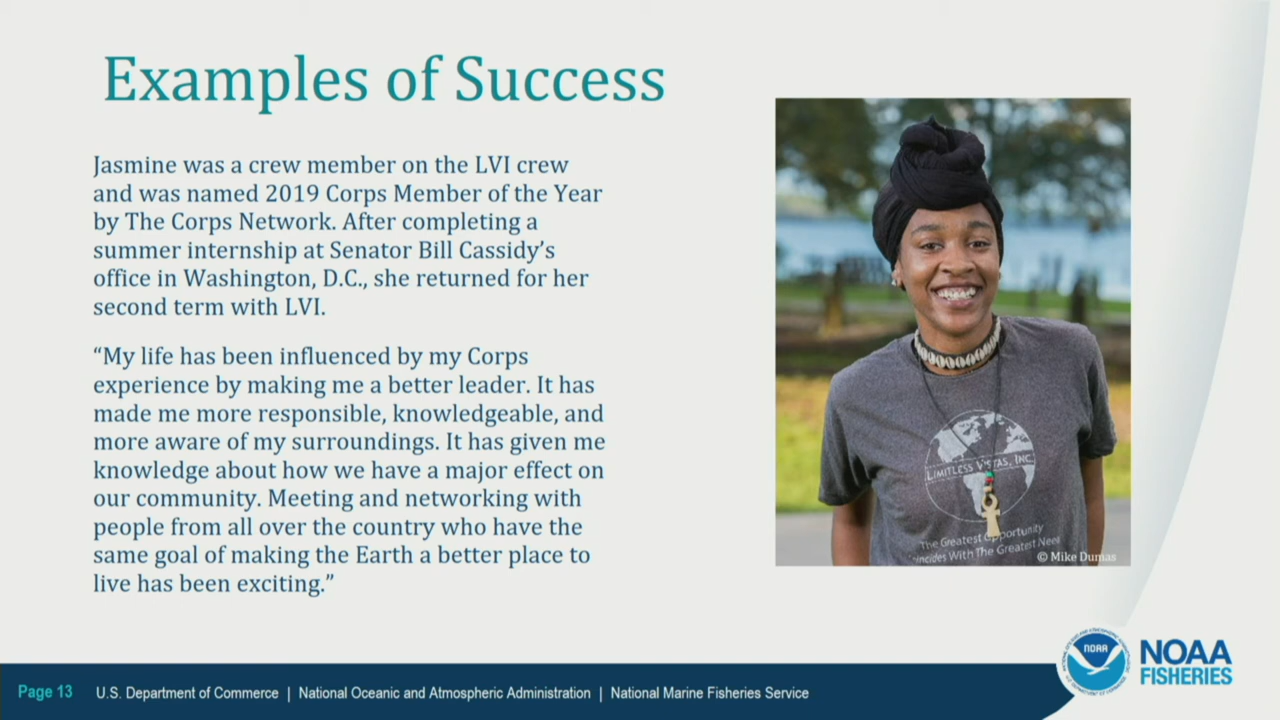 Examples of Success
Jasmine was a crew member on the LVI crew
and was named 2019 Corps Member of the Year
by The Corps Network. After completing a
summer internship at Senator Bill Cassidy’s
office in Washington, D.C., she returned for her
second term with LVI.
“My life has been influenced by my Corps
experience by making me a better leader. It has
made me more responsible, knowledgeable, and
more aware of my surroundings. It has given me
knowledge about how we have a major effect on
our community. Meeting and networking with
people from all over the country who have the
same goal of making the Earth a better place to
live has been exciting.”
LIMITLESS VISTAS, INC.
The Greatest Opportunity
With The Greatest Need
© Mike Dumas
NOAA
NOAA
FISHERIES
Page 13 U.S. Department of Commerce | National Oceanic and Atmospheric Administration | National Marine Fisheries Service